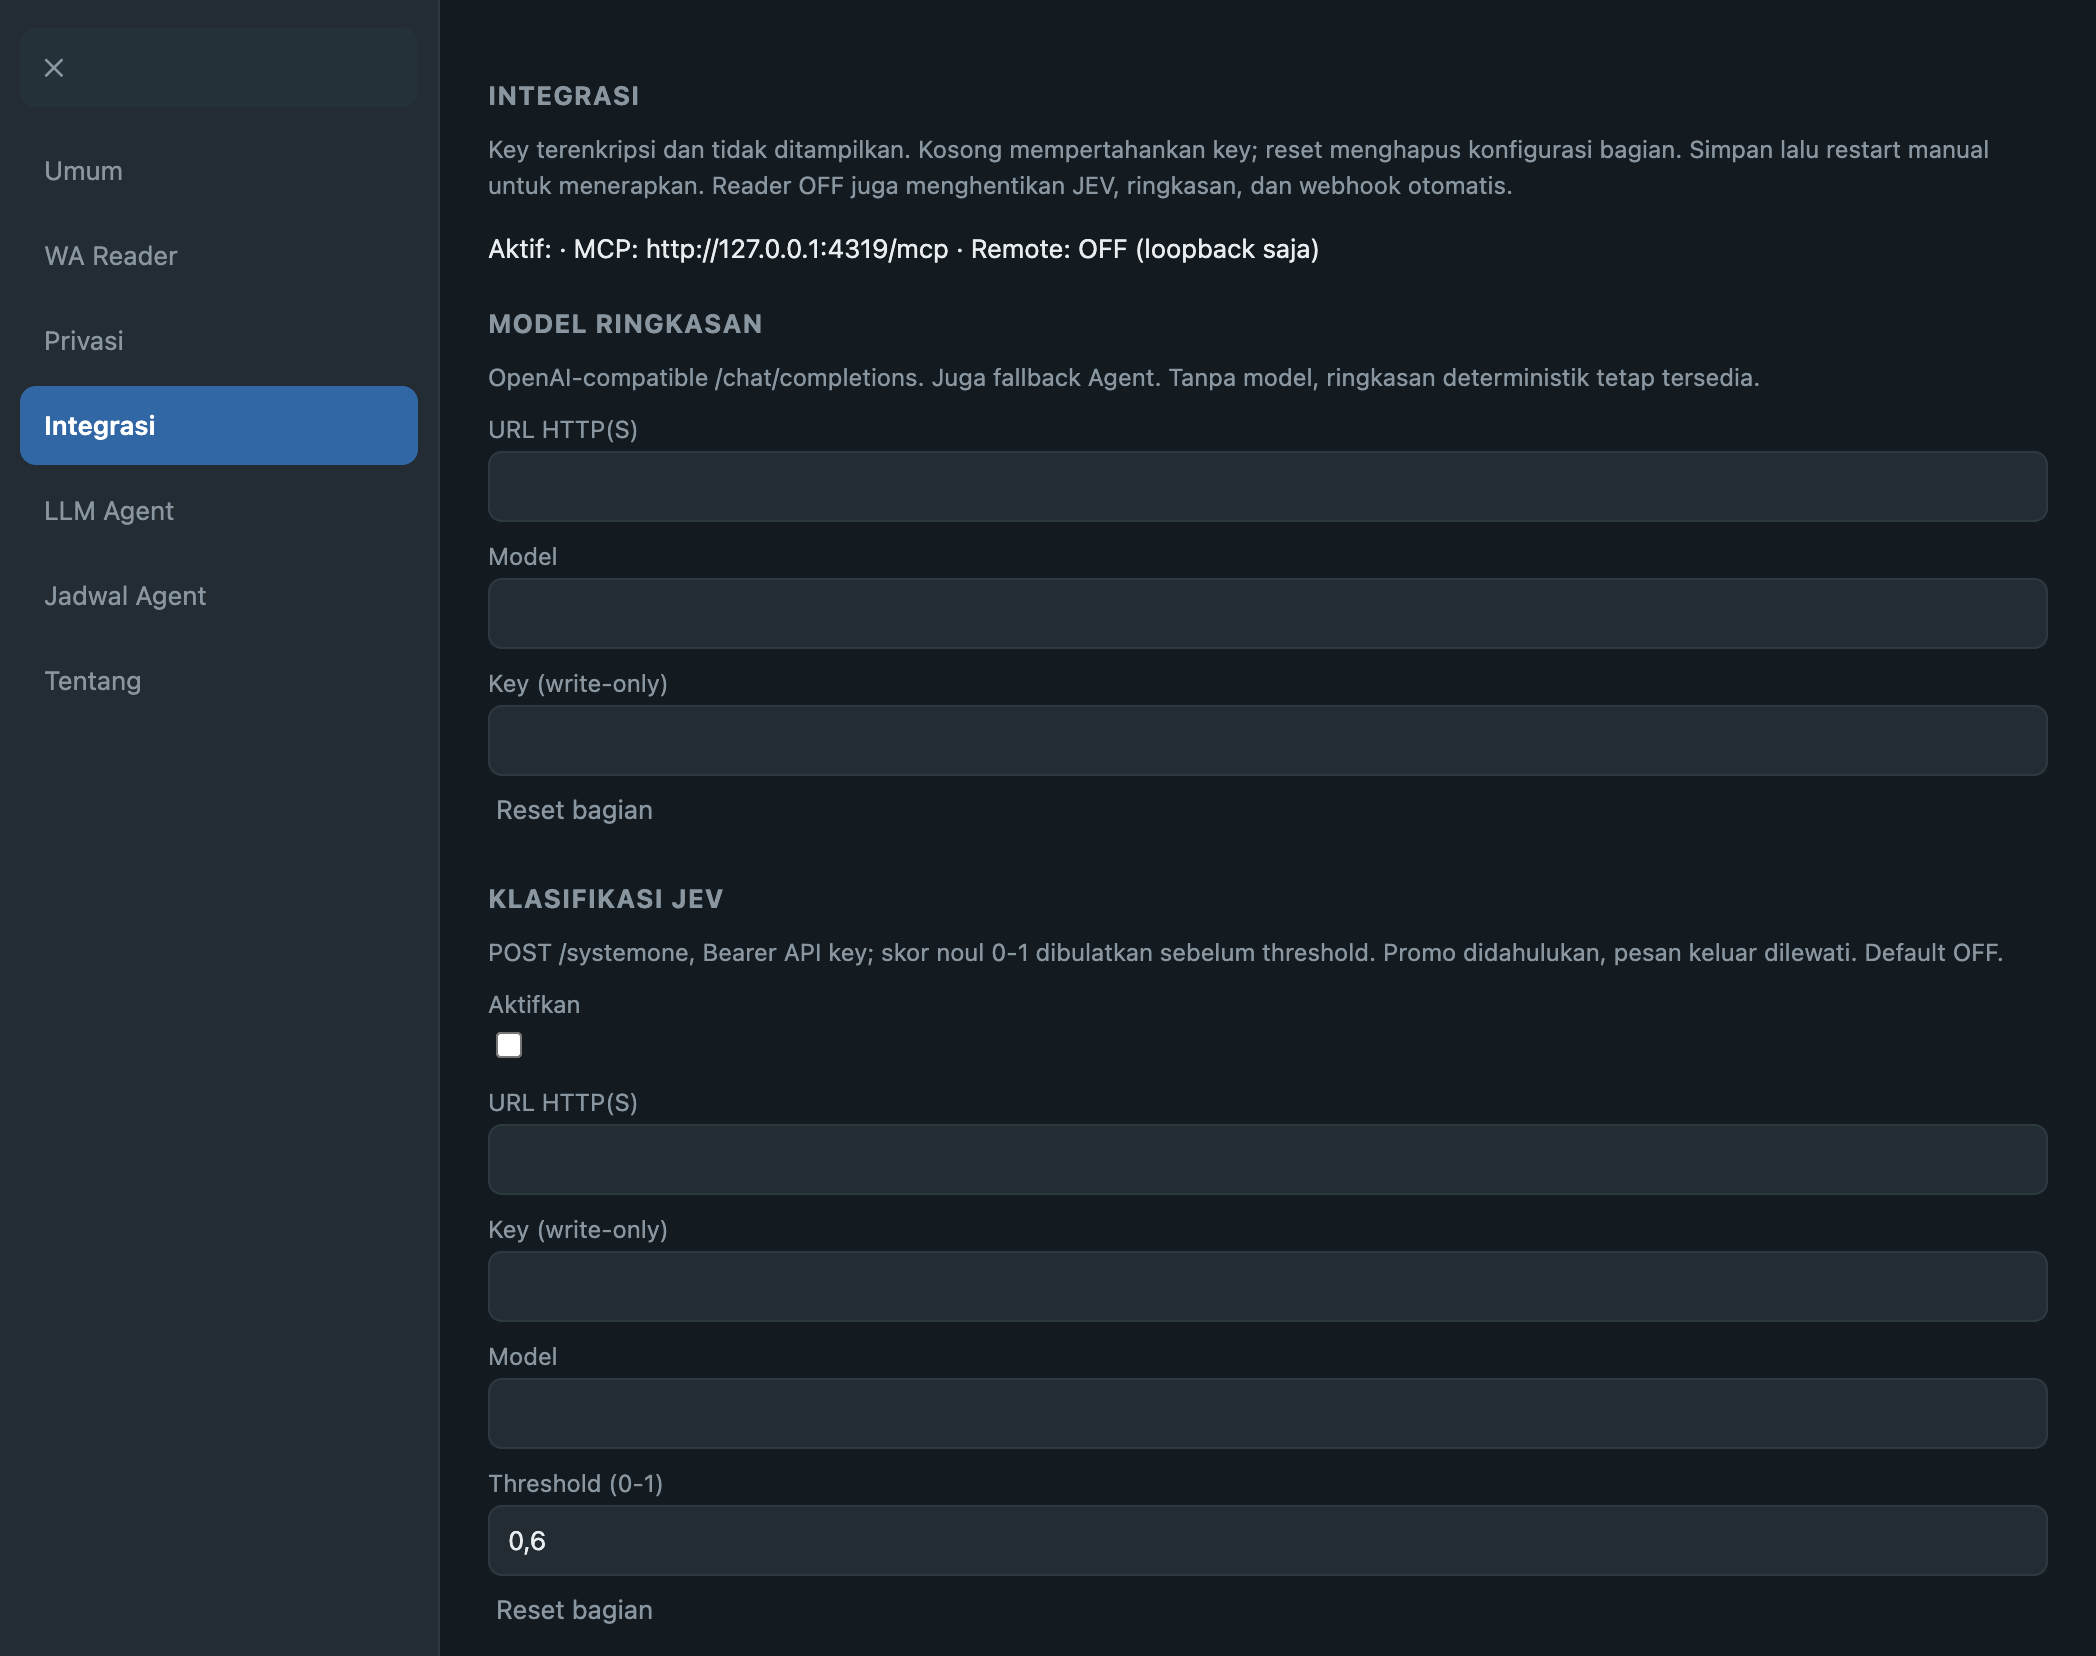 Umum
WA Reader
Privasi
Integrasi
LLM Agent
Jadwal Agent
Tentang
INTEGRASI
Key terenkripsi dan tidak ditampilkan. Kosong mempertahankan key; reset menghapus konfigurasi bagian. Simpan lalu restart manual
untuk menerapkan. Reader OFF juga menghentikan JEV, ringkasan, dan webhook otomatis.
Aktif: · MCP: http://127.0.0.1:4319/mcp · Remote: OFF (loopback saja)
MODEL RINGKASAN
OpenAI-compatible /chat/completions. Juga fallback Agent. Tanpa model, ringkasan deterministik tetap tersedia.
URL HTTP(S)
Model
Key (write-only)
Reset bagian
KLASIFIKASI JEV
POST /systemone, Bearer API key; skor noul 0-1 dibulatkan sebelum threshold. Promo didahulukan, pesan keluar dilewati. Default OFF.
Aktifkan
URL HTTP(S)
Key (write-only)
Model
Threshold (0-1)
0,6
Reset bagian